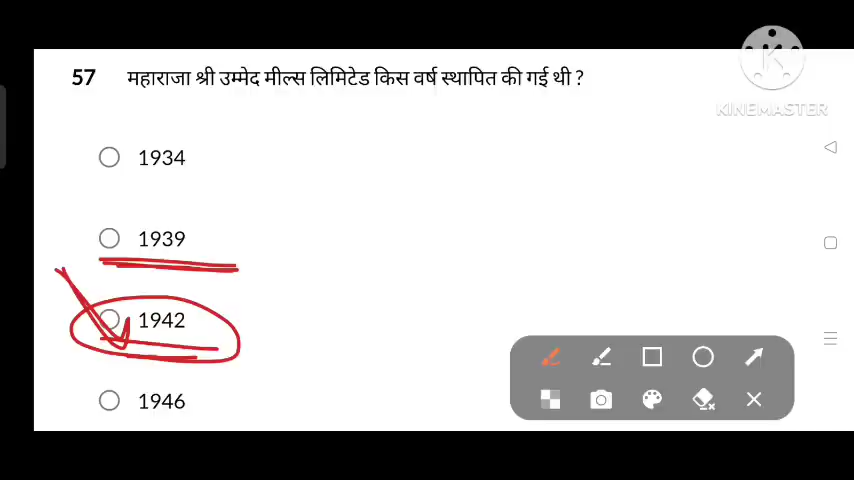 57 महाराजा श्री उम्मेद मील्स लिमिटेड किस वर्ष स्थापित की गई थी ?
K
KINEMASTER
1934
1939
1942
1946